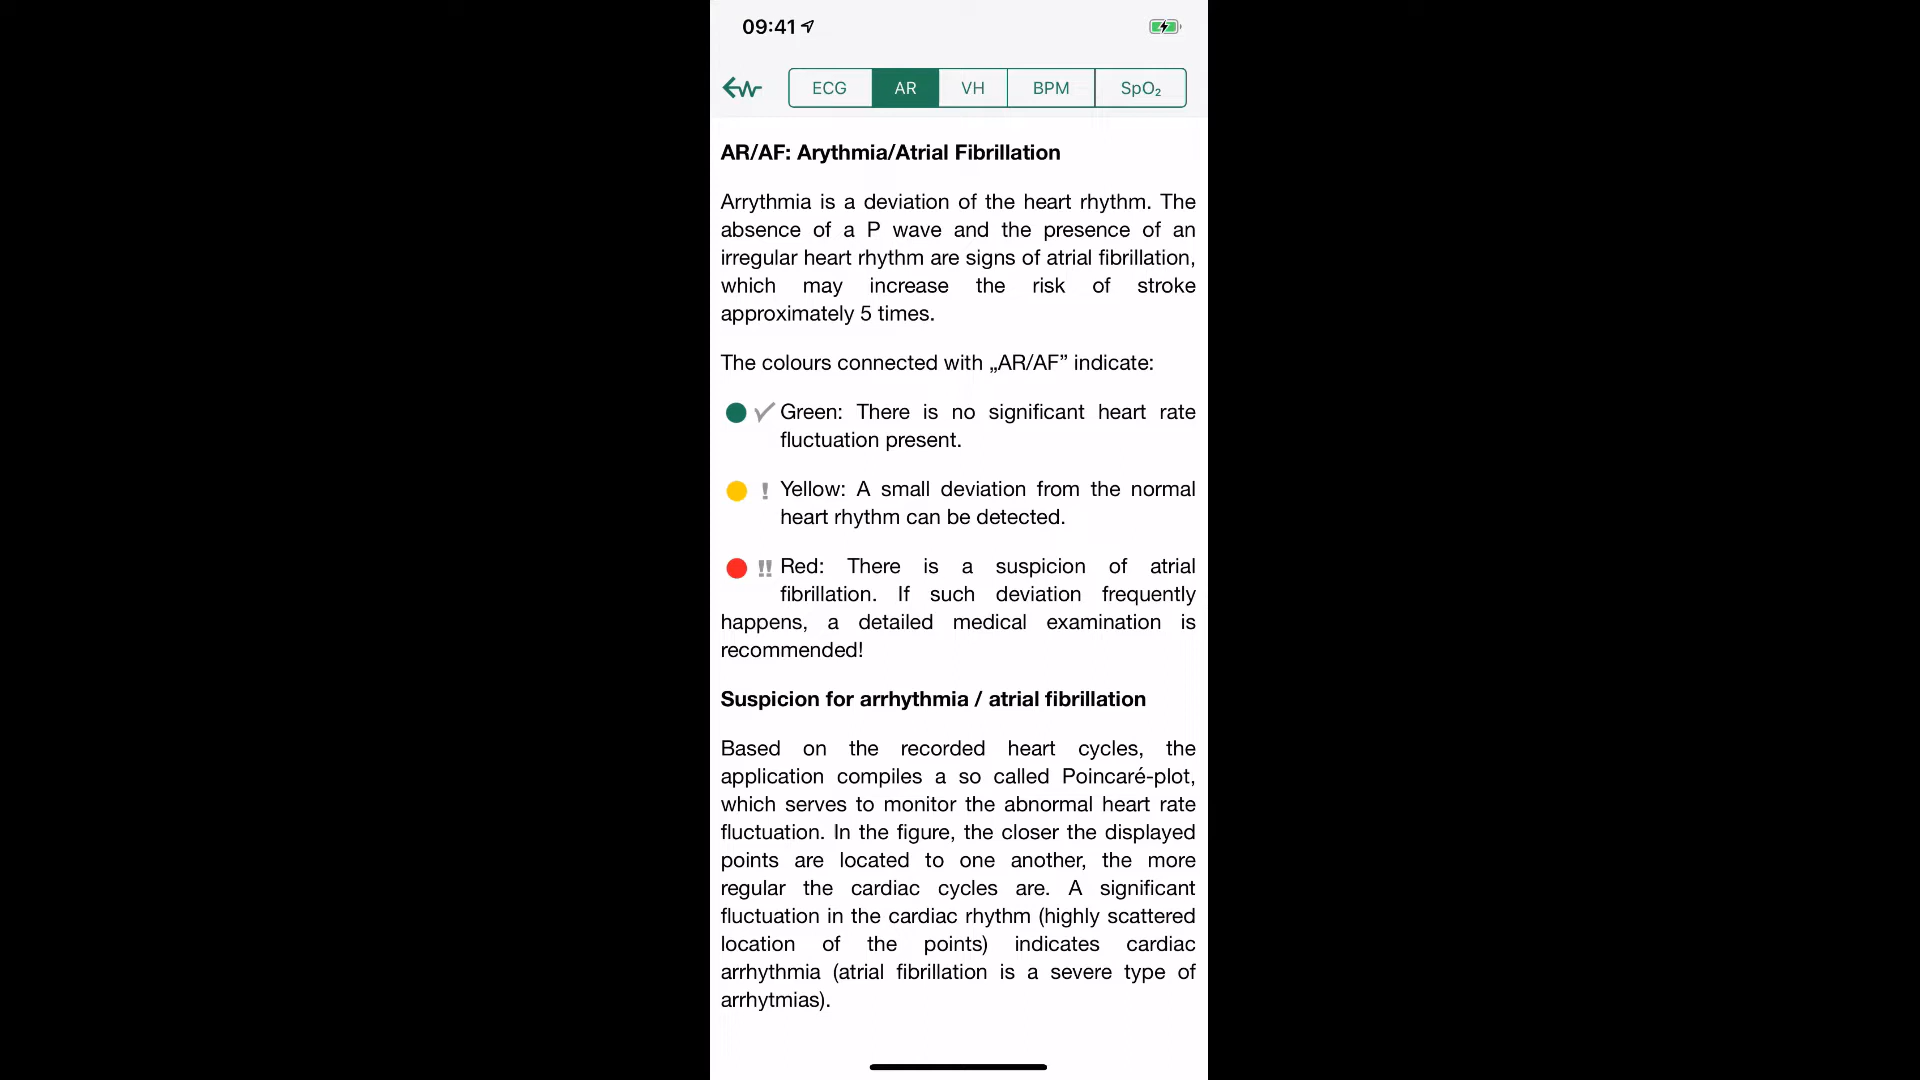 09:41
ECG AR VH BPM SpO₂
AR/AF: Arythmia/Atrial Fibrillation
Arrythmia is a deviation of the heart rhythm. The
absence of a P wave and the presence of an
irregular heart rhythm are signs of atrial fibrillation,
which may increase the risk of stroke
approximately 5 times.
The colours connected with „AR/AF” indicate:
Green: There is no significant heart rate
fluctuation present.
Yellow: A small deviation from the normal
heart rhythm can be detected.
Red: There is a suspicion of atrial
fibrillation. If such deviation frequently
happens, a detailed medical examination is
recommended!
Suspicion for arrhythmia / atrial fibrillation
Based on the recorded heart cycles, the
application compiles a so called Poincaré-plot,
which serves to monitor the abnormal heart rate
fluctuation. In the figure, the closer the displayed
points are located to one another, the more
regular the cardiac cycles are. A significant
fluctuation in the cardiac rhythm (highly scattered
location of the points) indicates cardiac
arrhythmia (atrial fibrillation is a severe type of
arrhytmias).